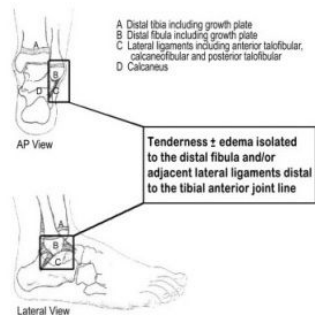 A Distal tibia including growth plate
B Distal fibula including growth plate
C Lateral ligaments including anterior talofibular,
calcaneofibular and posterior talofibular
D Calcaneus
A
B
D
C
AP View
Tenderness ± edema isolated
to the distal fibula and/or
adjacent lateral ligaments distal
to the tibial anterior joint line
A
B
C
Lateral View